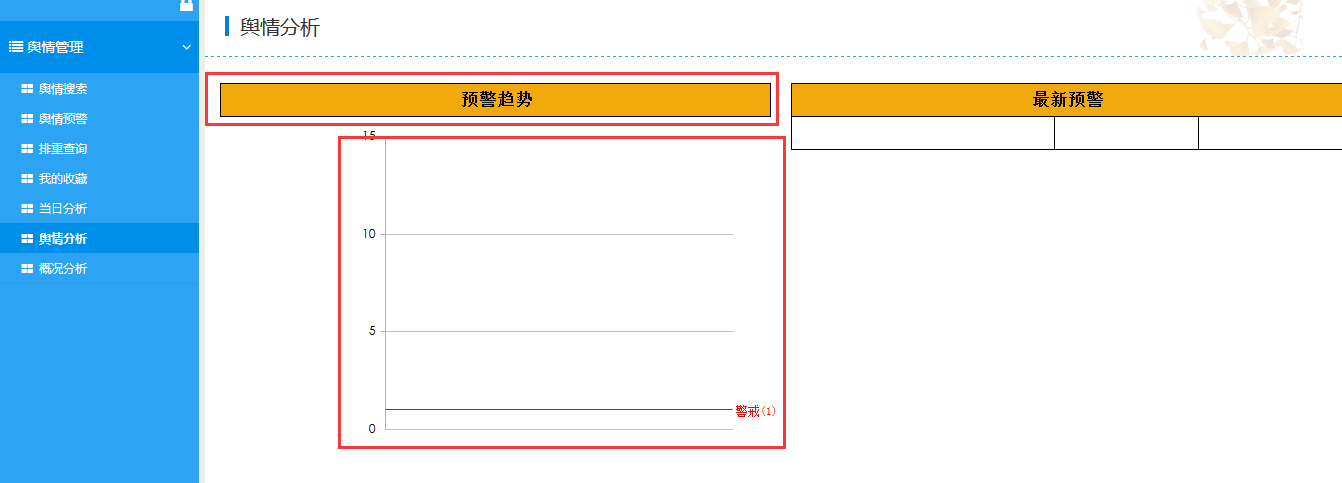 舆情管理
舆情搜索
舆情预警
排重查询
我的收藏
当日分析
舆情分析
概况分析
舆情分析
预警趋势
15
10
5
0
警戒(1)
最新预警